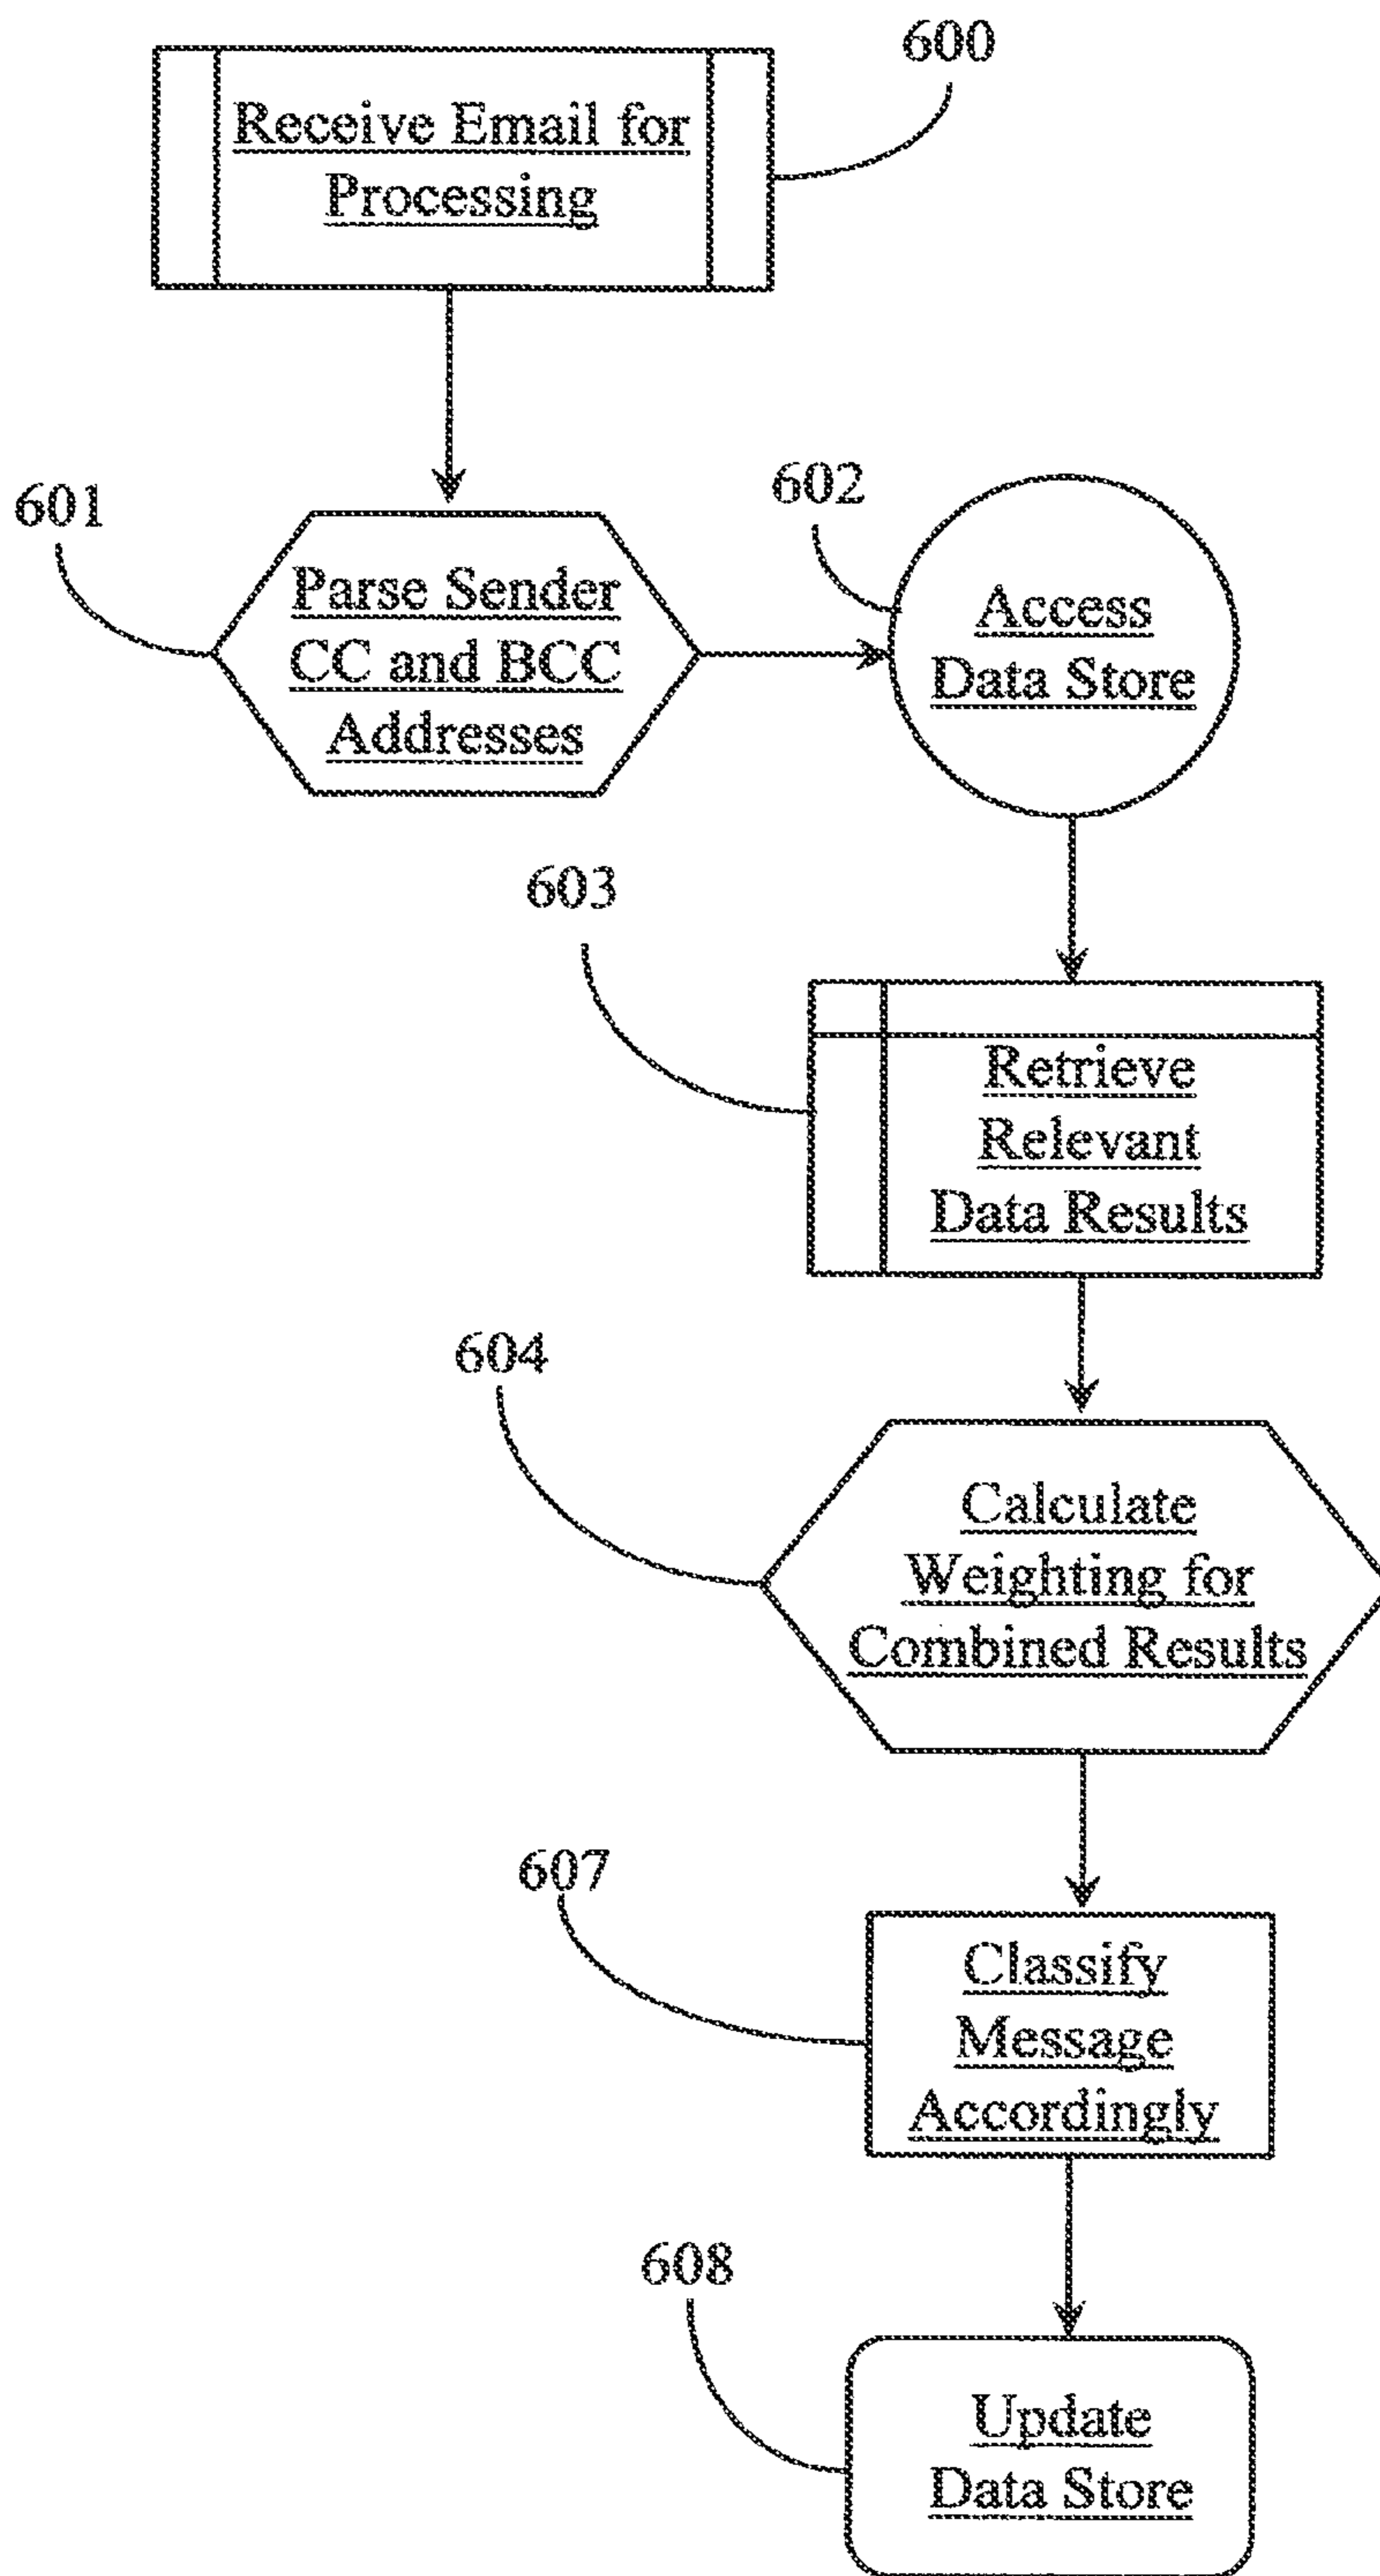 600
Receive Email for
Processing
601
Parse Sender
CC and BCC
Addresses
602
Access
Data Store
603
Retrieve
Relevant
Data Results
604
Calculate
Weighting for
Combined Results
607
Classify
Message
Accordingly
608
Update
Data Store